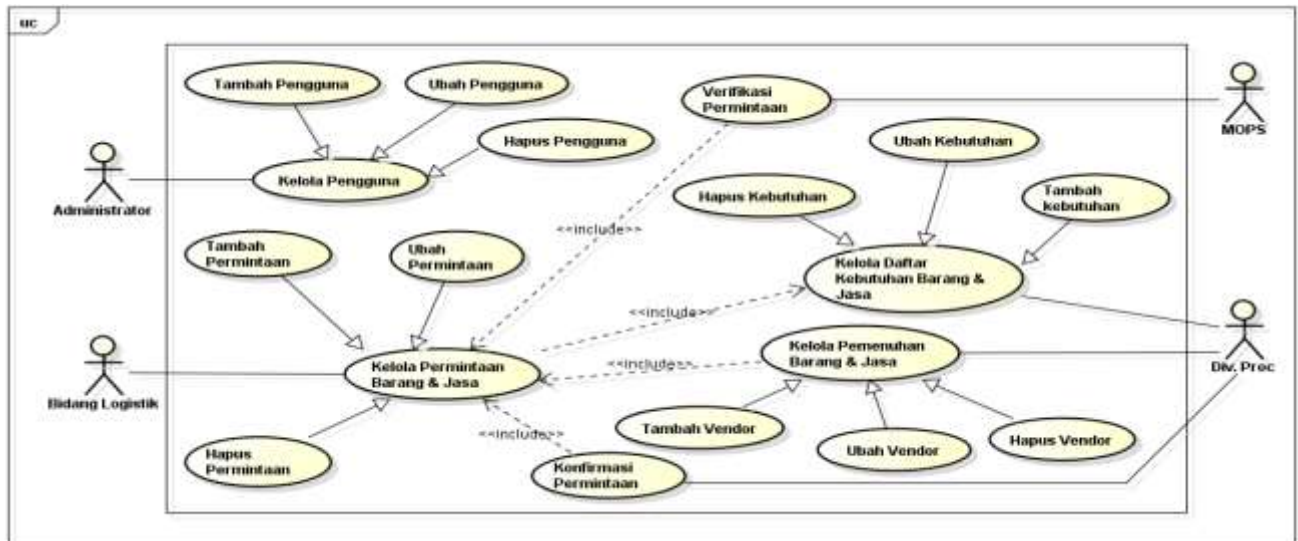 uc
Tambah Pengguna
Ubah Pengguna
Hapus Pengguna
Kelola Pengguna
Administrator
Verifikasi
Permintaan
MOPS
Ubah Kebutuhan
Hapus Kebutuhan
Tambah
kebutuhan
<<include>>
Tambah
Permintaan
Ubah
Permintaan
Kelola Daftar
Kebutuhan Barang &
Jasa
<<include>>
Kelola Permintaan
Barang & Jasa
Bidang Logistik
<<include>>
Kelola Pemenuhan
Barang & Jasa
Div. Proc
Tambah Vendor
Ubah Vendor
Hapus Vendor
Hapus
Permintaan
<<include>>
Konfirmasi
Permintaan